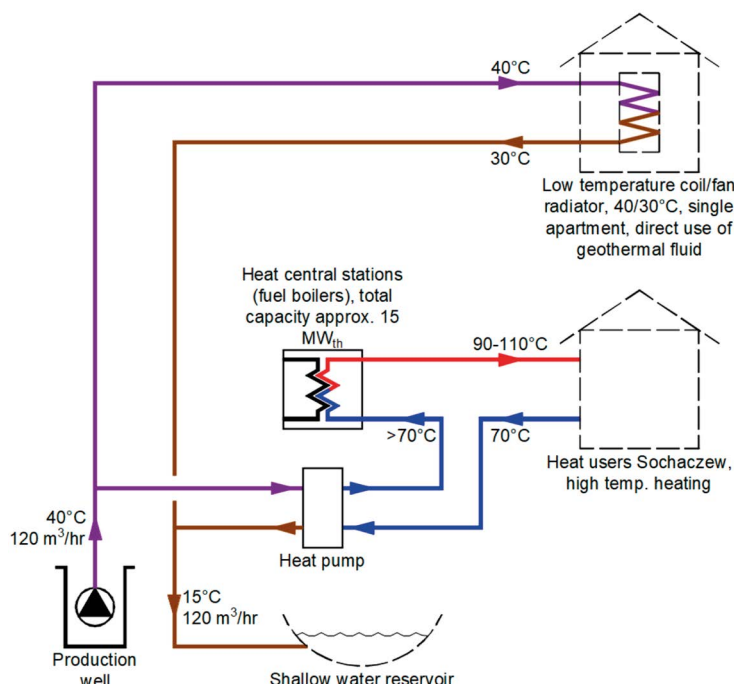 40°C
30°C
Low temperature coil/fan
radiator, 40/30°C, single
apartment, direct use of
geothermal fluid
Heat central stations
(fuel boilers), total
capacity approx. 15
MWth
90-110°C
>70°C
70°C
Heat users Sochaczew,
high temp. heating
40°C
120 m³/hr
Heat pump
15°C
120 m³/hr
Production
well
Shallow water reservoir